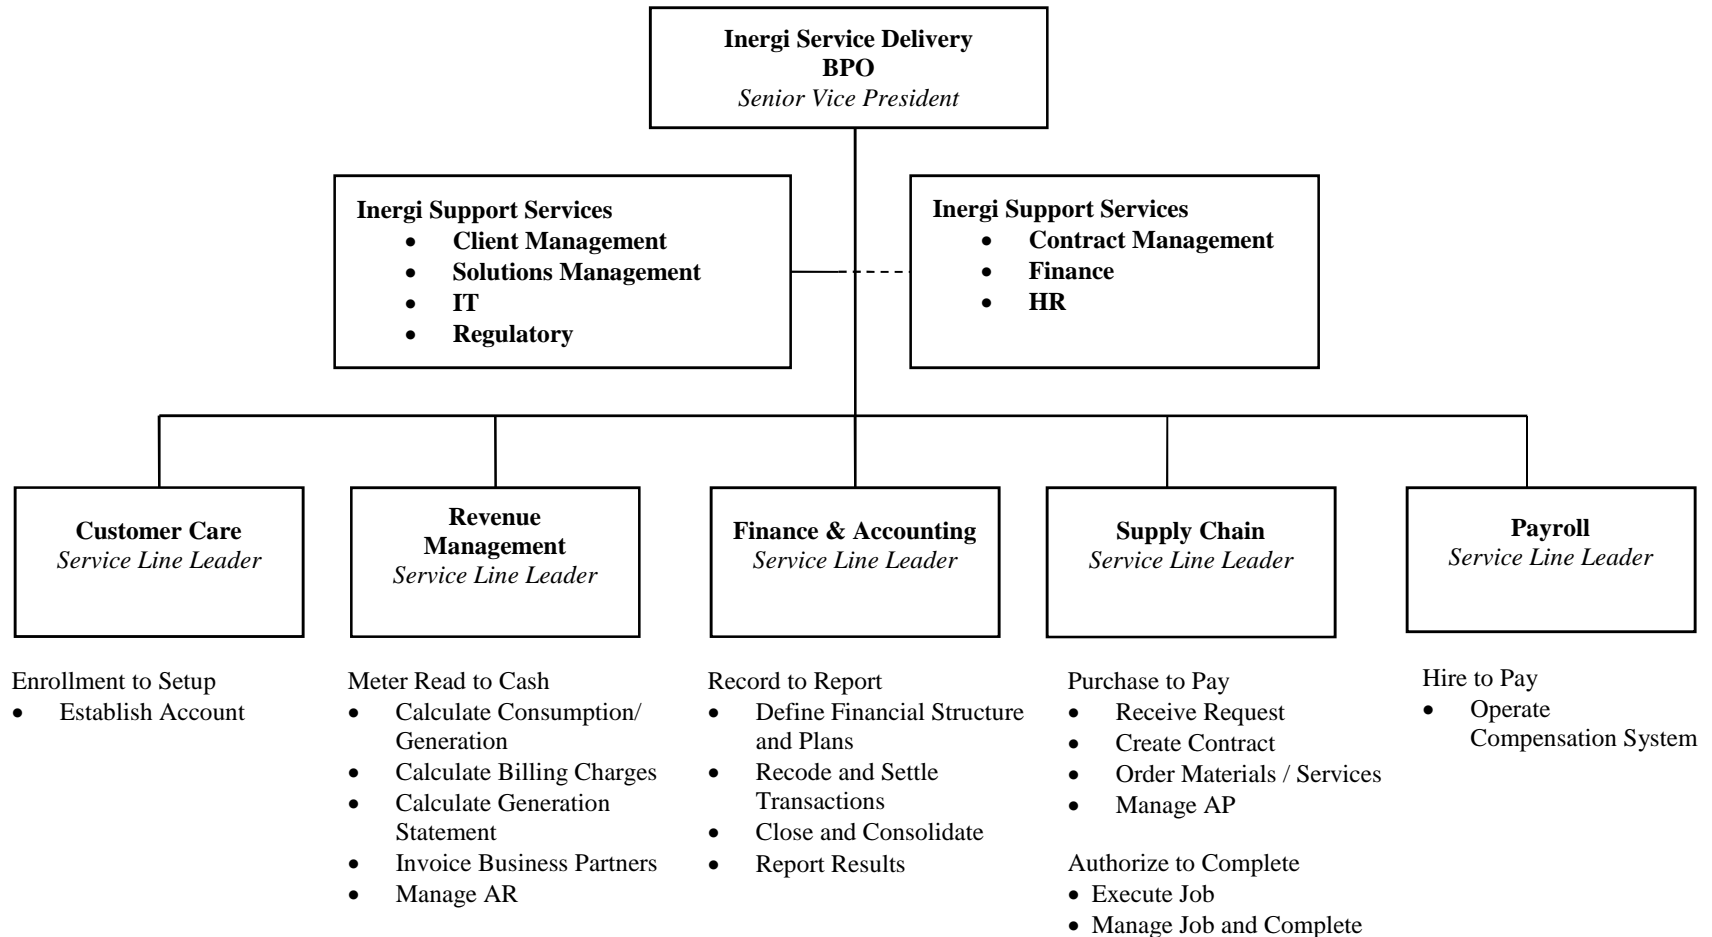 Inergi Service Delivery
BPO
Senior Vice President
Inergi Support Services
• Client Management
• Solutions Management
• IT
• Regulatory
Inergi Support Services
• Contract Management
• Finance
• HR
Customer Care
Service Line Leader
Revenue
Management
Service Line Leader
Finance & Accounting
Service Line Leader
Supply Chain
Service Line Leader
Payroll
Service Line Leader
Enrollment to Setup
• Establish Account
Meter Read to Cash
• Calculate Consumption/
Generation
• Calculate Billing Charges
• Calculate Generation
Statement
• Invoice Business Partners
• Manage AR
Record to Report
• Define Financial Structure
and Plans
• Recode and Settle
Transactions
• Close and Consolidate
• Report Results
Purchase to Pay
• Receive Request
• Create Contract
• Order Materials / Services
• Manage AP
Authorize to Complete
• Execute Job
• Manage Job and Complete
Hire to Pay
• Operate
Compensation System